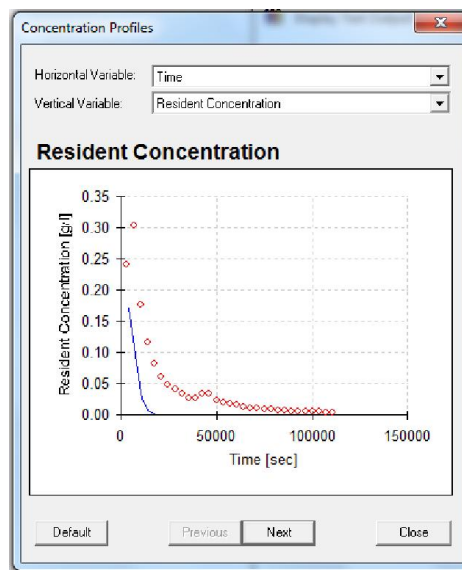 Concentration Profiles
Horizontal Variable: Time
Vertical Variable: Resident Concentration
Resident Concentration
Resident Concentration [g/l]
0.35
0.30
0.25
0.20
0.15
0.10
0.05
0.00
0 50000 100000 150000
Time [sec]
Default Previous Next Close